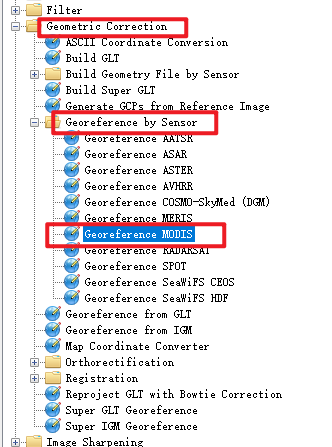 Filter
Geometric Correction
ASCII Coordinate Conversion
Build GLT
Build Geometry File by Sensor
Build Super GLT
Generate GCPs from Reference Image
Georeference by Sensor
Georeference AATSR
Georeference ASAR
Georeference ASTER
Georeference AVHRR
Georeference COSMO-SkyMed (DGM)
Georeference MERIS
Georeference MODIS
Georeference RADARSAT
Georeference SPOT
Georeference SeaWiFS CEOS
Georeference SeaWiFS HDF
Georeference from GLT
Georeference from IGM
Map Coordinate Converter
Orthorectification
Registration
Reproject GLT with Bowtie Correction
Super GLT Georeference
Super IGM Georeference
Image Sharpening